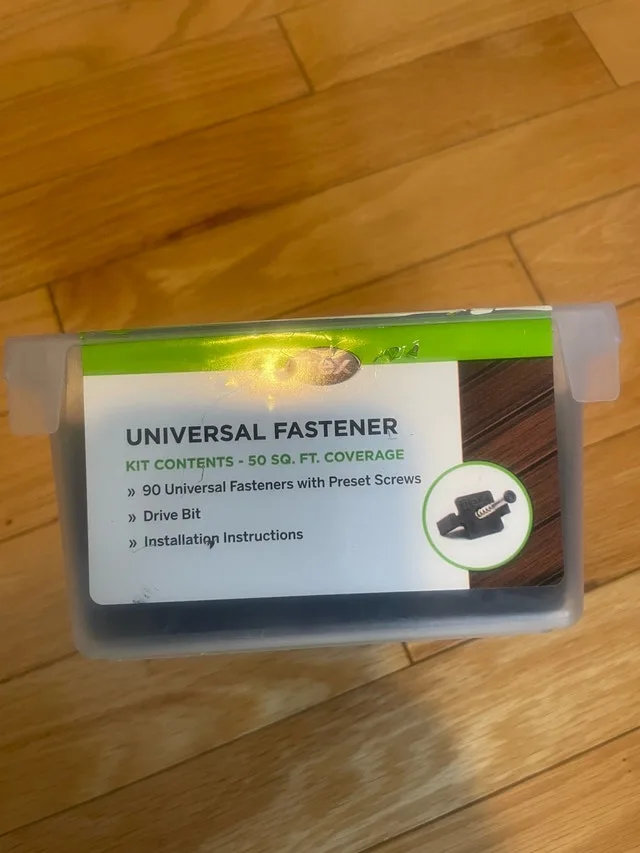 UNIVERSAL FASTENER
KIT CONTENTS - 50 SQ. FT. COVERAGE
» 90 Universal Fasteners with Preset Screws
» Drive Bit
» Installation Instructions